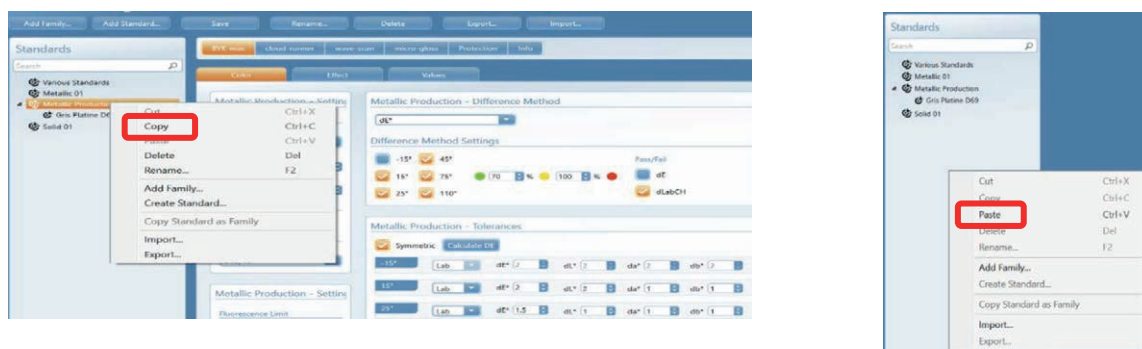 Add Family... Add Standard... Save Rename... Delete Export... Import...
Standards
Search
Various Standards
Metallic 01
Metallic Production
Gris Platine D6
Solid 01
Cut Ctrl+X
Copy Ctrl+C
Paste Ctrl+V
Delete Del
Rename... F2
Add Family...
Create Standard...
Copy Standard as Family
Import...
Export...
BYK-mac cloud-runner wave-scan micro-gloss Protection Info
Color Effect Values
Metallic Production - Setting
Metallic Production - Difference Method
dE*
Difference Method Settings
-15° 45°
15° 75° 70 % 100 %
25° 110°
Pass/Fail
dE
dLabCH
Metallic Production - Tolerances
Symmetric Calculate DE
-15° Lab dE* 2 dL* 2 da* 2 db* 2
15° Lab dE* 2 dL* 2 da* 1 db* 1
25° Lab dE* 1.5 dL* 1 da* 1 db* 1
Metallic Production - Setting
Fluorescence Limit
Standards
Search
Various Standards
Metallic 01
Metallic Production
Gris Platine D69
Solid 01
Cut Ctrl+X
Copy Ctrl+C
Paste Ctrl+V
Delete Del
Rename... F2
Add Family...
Create Standard...
Copy Standard as Family
Import...
Export...